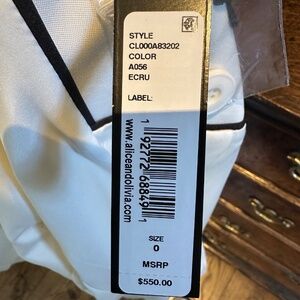 STYLE
CL000A83202
COLOR
A056
ECRU
LABEL:
1 92772 68849 1
www.aliceandolivia.com
SIZE
0
MSRP
$550.00